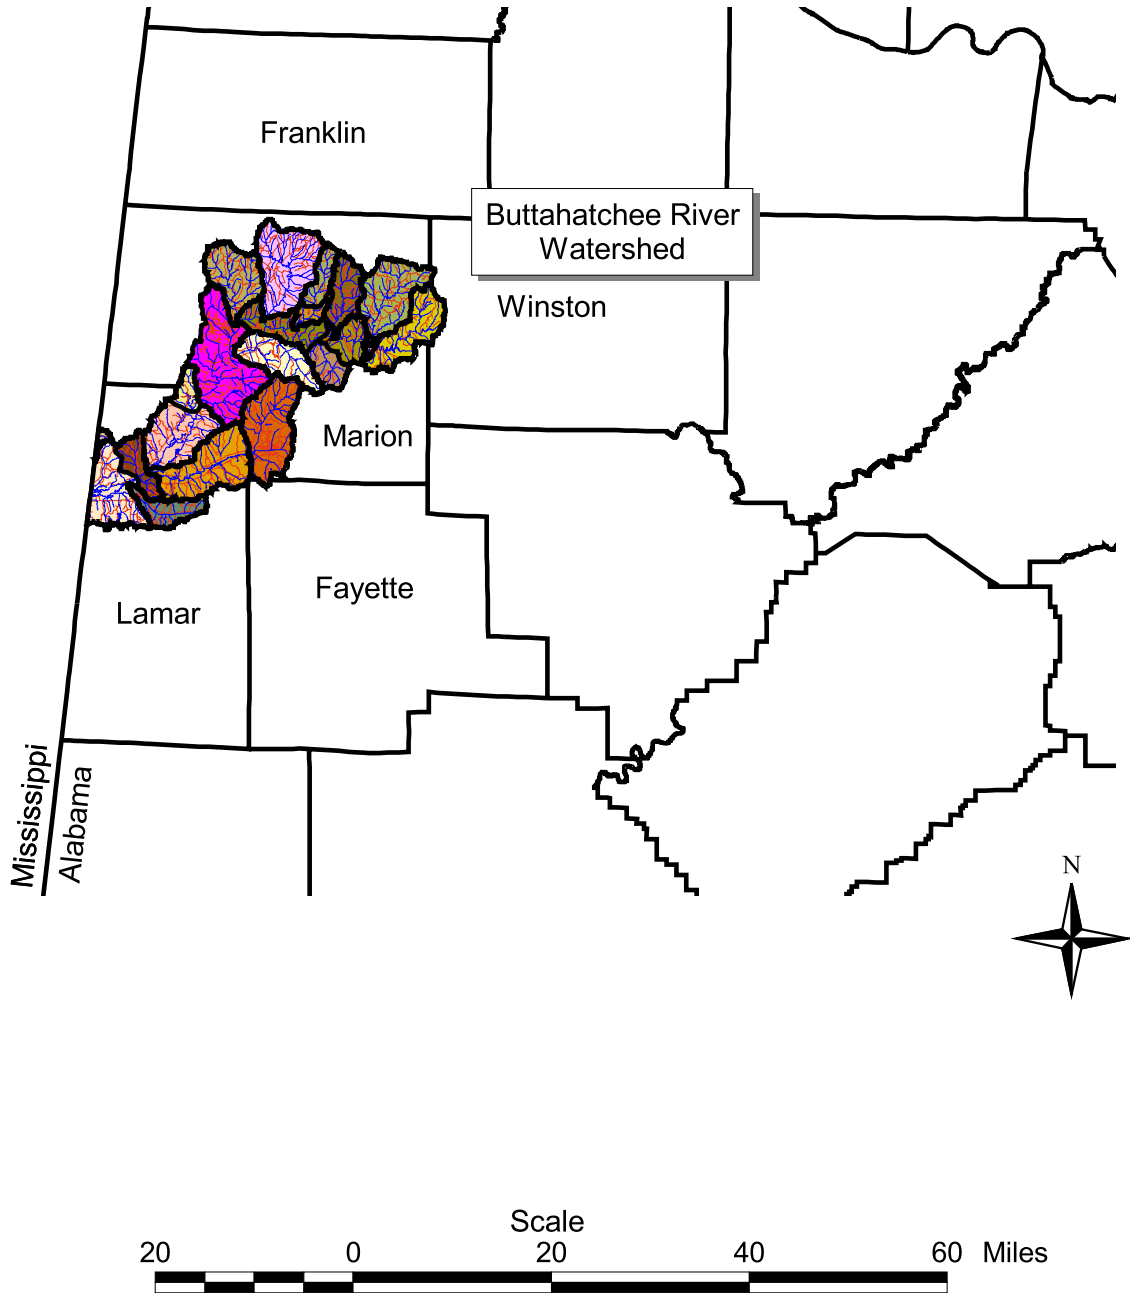 Franklin
Buttahatchee River
Watershed
Winston
Marion
Fayette
Lamar
Mississippi
Alabama
N
Scale
20 0 20 40 60 Miles